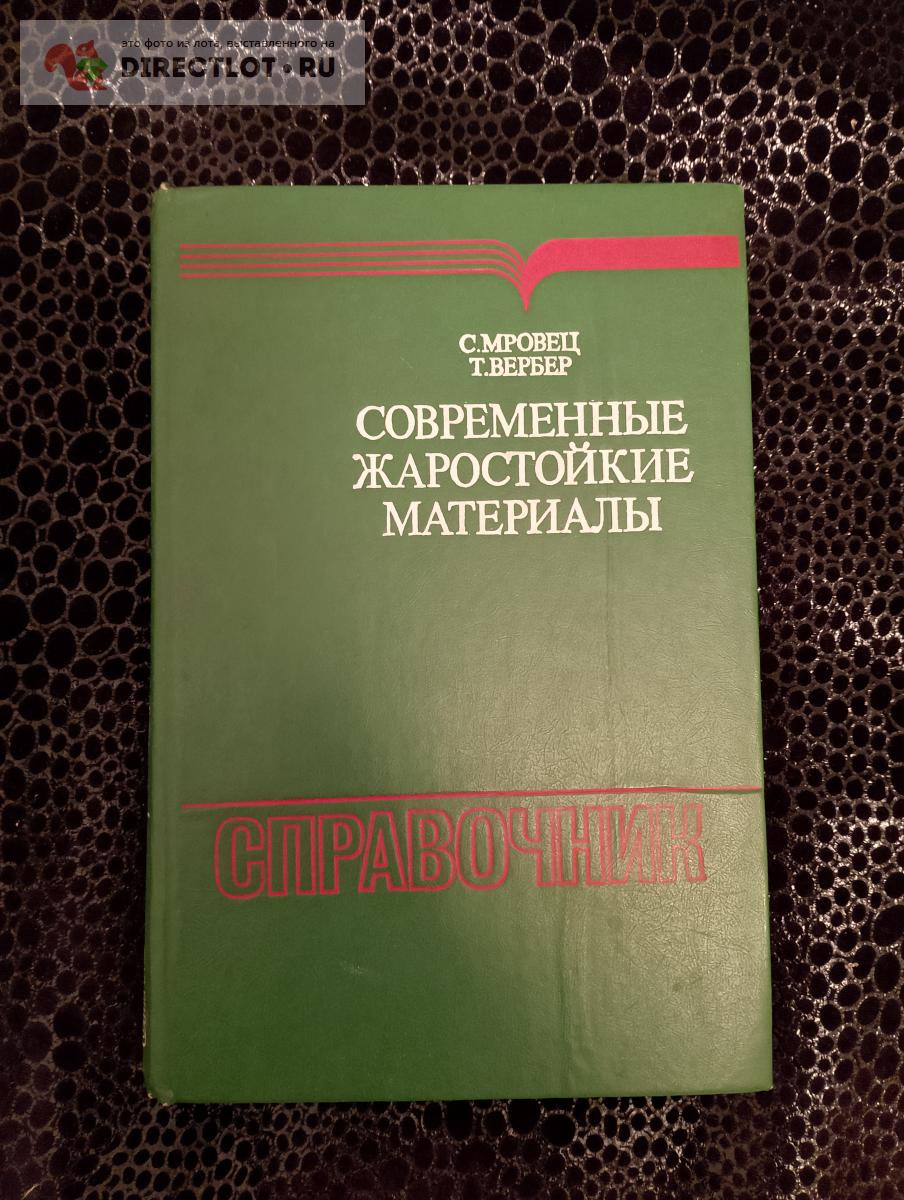 это фото из лота, выставленного на
DIRECTLOT.RU
С.МРОВЕЦ
Т.ВЕРБЕР
СОВРЕМЕННЫЕ
ЖАРОСТОЙКИЕ
МАТЕРИАЛЫ
СПРАВОЧНИК